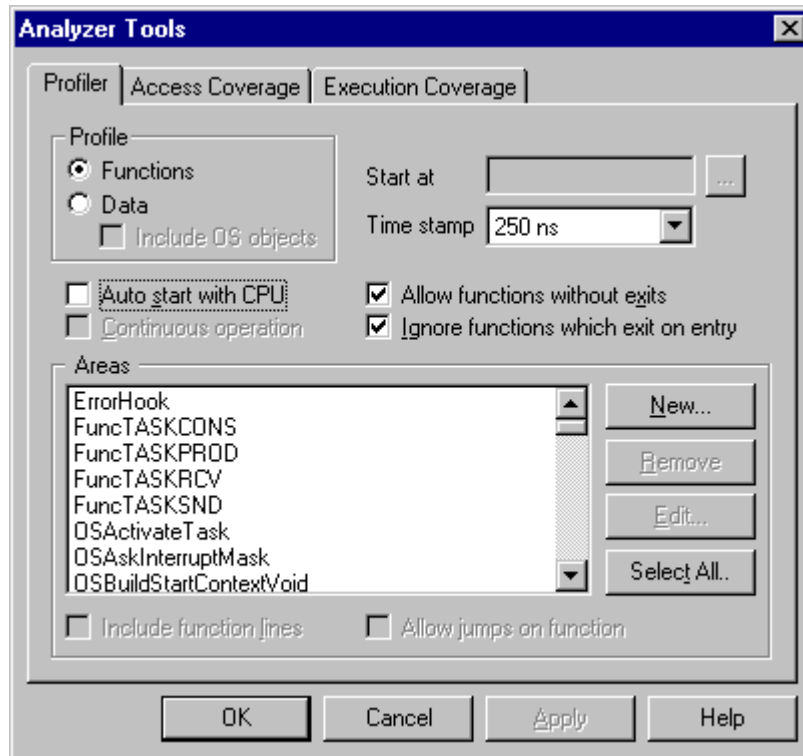 Analyzer Tools
Profiler Access Coverage Execution Coverage
Profile
Functions
Data
Include OS objects
Start at
...
Time stamp 250 ns
Auto start with CPU
Continuous operation
Allow functions without exits
Ignore functions which exit on entry
Areas
ErrorHook
FuncTASKCONS
FuncTASKPROD
FuncTASKRCV
FuncTASKSND
OSActivateTask
OSAskInterruptMask
OSBuildStartContextVoid
New...
Remove
Edit...
Select All..
Include function lines
Allow jumps on function
OK Cancel Apply Help